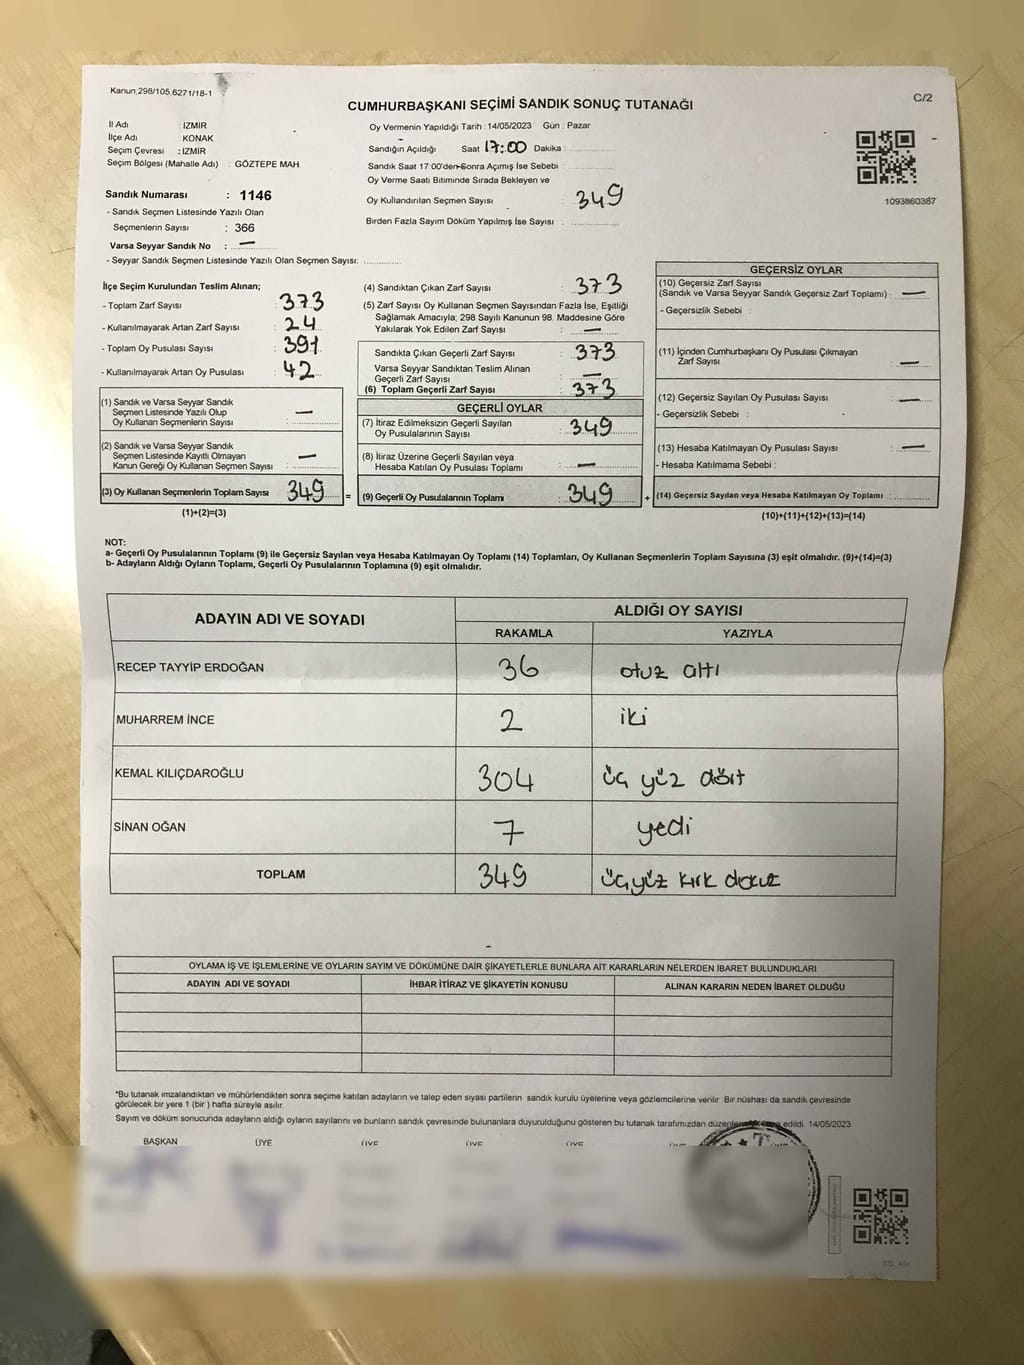 Kanun.298/105.6271/18-1
C/2
CUMHURBAŞKANI SEÇİMİ SANDIK SONUÇ TUTANAĞI
İl Adı : İZMİR
İlçe Adı : KONAK
Seçim Çevresi : İZMİR
Seçim Bölgesi (Mahalle Adı) : GÖZTEPE MAH.
Sandık Numarası : 1146
- Sandık Seçmen Listesinde Yazılı Olan
Seçmenlerin Sayısı : 366
Varsa Seyyar Sandık No : —
- Seyyar Sandık Seçmen Listesinde Yazılı Olan Seçmen Sayısı: ............
Oy Vermenin Yapıldığı Tarih : 14/05/2023 Gün : Pazar
Sandığın Açıldığı Saat 17:00 Dakika : ............
Sandık Saat 17:00'den Sonra Açımış İse Sebebi : ............
Oy Verme Saati Bitiminde Sırada Bekleyen ve
Oy Kullandırılan Seçmen Sayısı : 349
Birden Fazla Sayım Döküm Yapılmış İse Sayısı : ............
1093860387
İlçe Seçim Kurulundan Teslim Alınan;
- Toplam Zarf Sayısı : 373
- Kullanılmayarak Artan Zarf Sayısı : 24
- Toplam Oy Pusulası Sayısı : 391
- Kullanılmayarak Artan Oy Pusulası : 42
(1) Sandık ve Varsa Seyyar Sandık
Seçmen Listesinde Yazılı Olup
Oy Kullanan Seçmenlerin Sayısı : —
(2) Sandık ve Varsa Seyyar Sandık
Seçmen Listesinde Kayıtlı Olmayan
Kanun Gereği Oy Kullanan Seçmen Sayısı : —
(3) Oy Kullanan Seçmenlerin Toplam Sayısı 349 =
(1)+(2)=(3)
(4) Sandıktan Çıkan Zarf Sayısı : 373
(5) Zarf Sayısı Oy Kullanan Seçmen Sayısından Fazla İse, Eşitliği
Sağlamak Amacıyla; 298 Sayılı Kanunun 98. Maddesine Göre
Yakılarak Yok Edilen Zarf Sayısı : —
Sandıkta Çıkan Geçerli Zarf Sayısı : 373
Varsa Seyyar Sandıktan Teslim Alınan
Geçerli Zarf Sayısı : —
(6) Toplam Geçerli Zarf Sayısı : 373
GEÇERLİ OYLAR
(7) İtiraz Edilmeksizin Geçerli Sayılan
Oy Pusulalarının Sayısı : 349
(8) İtiraz Üzerine Geçerli Sayılan veya
Hesaba Katılan Oy Pusulası Toplamı : —
(9) Geçerli Oy Pusulalarının Toplamı : 349 +
GEÇERSİZ OYLAR
(10) Geçersiz Zarf Sayısı
(Sandık ve Varsa Seyyar Sandık Geçersiz Zarf Toplamı) : —
- Geçersizlik Sebebi :
(11) İçinden Cumhurbaşkanı Oy Pusulası Çıkmayan
Zarf Sayısı : —
(12) Geçersiz Sayılan Oy Pusulası Sayısı : —
- Geçersizlik Sebebi :
(13) Hesaba Katılmayan Oy Pusulası Sayısı : —
- Hesaba Katılmama Sebebi :
(14) Geçersiz Sayılan veya Hesaba Katılmayan Oy Toplamı : ............
(10)+(11)+(12)+(13)=(14)
NOT:
a- Geçerli Oy Pusulalarının Toplamı (9) ile Geçersiz Sayılan veya Hesaba Katılmayan Oy Toplamı (14) Toplamları, Oy Kullanan Seçmenlerin Toplam Sayısına (3) eşit olmalıdır. (9)+(14)=(3)
b- Adayların Aldığı Oyların Toplamı, Geçerli Oy Pusulalarının Toplamına (9) eşit olmalıdır.
ADAYIN ADI VE SOYADI ALDIĞI OY SAYISI
RAKAMLA YAZIYLA
RECEP TAYYİP ERDOĞAN 36 otuz altı
MUHARREM İNCE 2 iki
KEMAL KILIÇDAROĞLU 304 üç yüz dört
SİNAN OĞAN 7 yedi
TOPLAM 349 üçyüz kırk dokuz
OYLAMA İŞ VE İŞLEMLERİNE VE OYLARIN SAYIM VE DÖKÜMÜNE DAİR ŞİKAYETLERLE BUNLARA AİT KARARLARIN NELERDEN İBARET BULUNDUKLARI
ADAYIN ADI VE SOYADI İHBAR İTİRAZ VE ŞİKAYETİN KONUSU ALINAN KARARIN NEDEN İBARET OLDUĞU
*Bu tutanak imzalandıktan ve mühürlendikten sonra seçime katılan adayların ve talep eden siyasi partilerin sandık kurulu üyelerine veya gözlemcilerine verilir. Bir nüshası da sandık çevresinde
görülecek bir yere 1 (bir ) hafta süreyle asılır.
Sayım ve döküm sonucunda adayların aldığı oyların sayılarını ve bunların sandık çevresinde bulunanlara duyurulduğunu gösteren bu tutanak tarafımızdan edildi. 14/05/2023
BAŞKAN ÜYE ÜYE ÜYE ÜYE